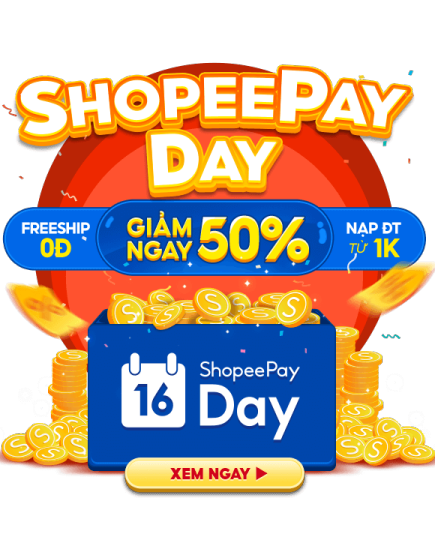 SHOPEEPAY
DAY
FREESHIP
0Đ
GIẢM
NGAY
50%
NẠP ĐT
TỪ 1K
16
ShopeePay
Day
XEM NGAY